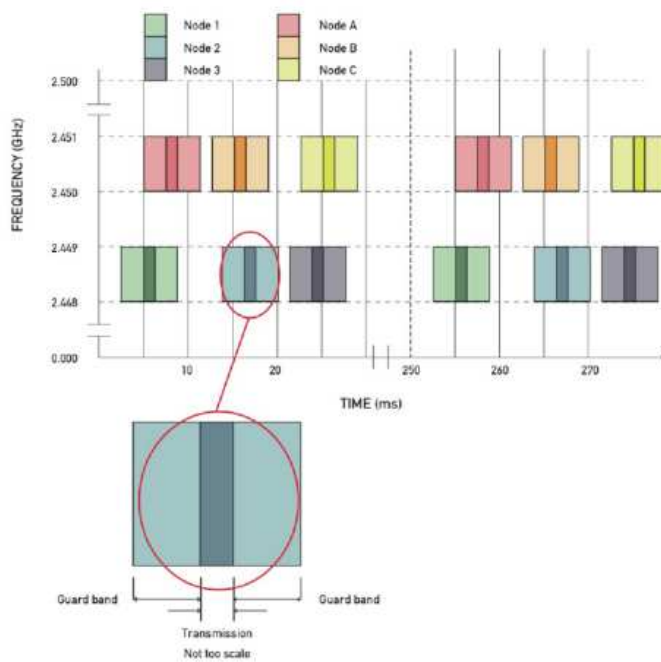 Node 1
Node 2
Node 3
Node A
Node B
Node C
FREQUENCY (GHz)
2.500
2.451
2.450
2.449
2.448
0.000
10
20
250
260
270
TIME (ms)
Guard band
Guard band
Transmission
Not too scale